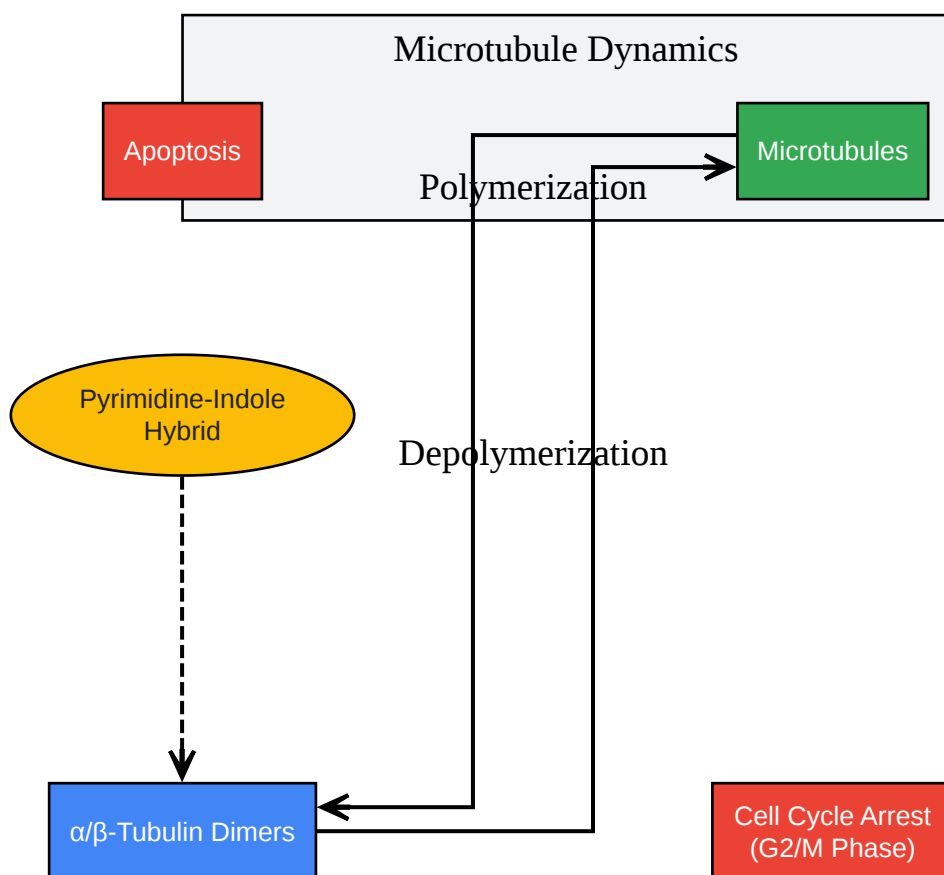 Microtubule Dynamics
Apoptosis
Microtubules
Polymerization
Pyrimidine-Indole
Hybrid
Depolymerization
α/β-Tubulin Dimers
Cell Cycle Arrest
(G2/M Phase)